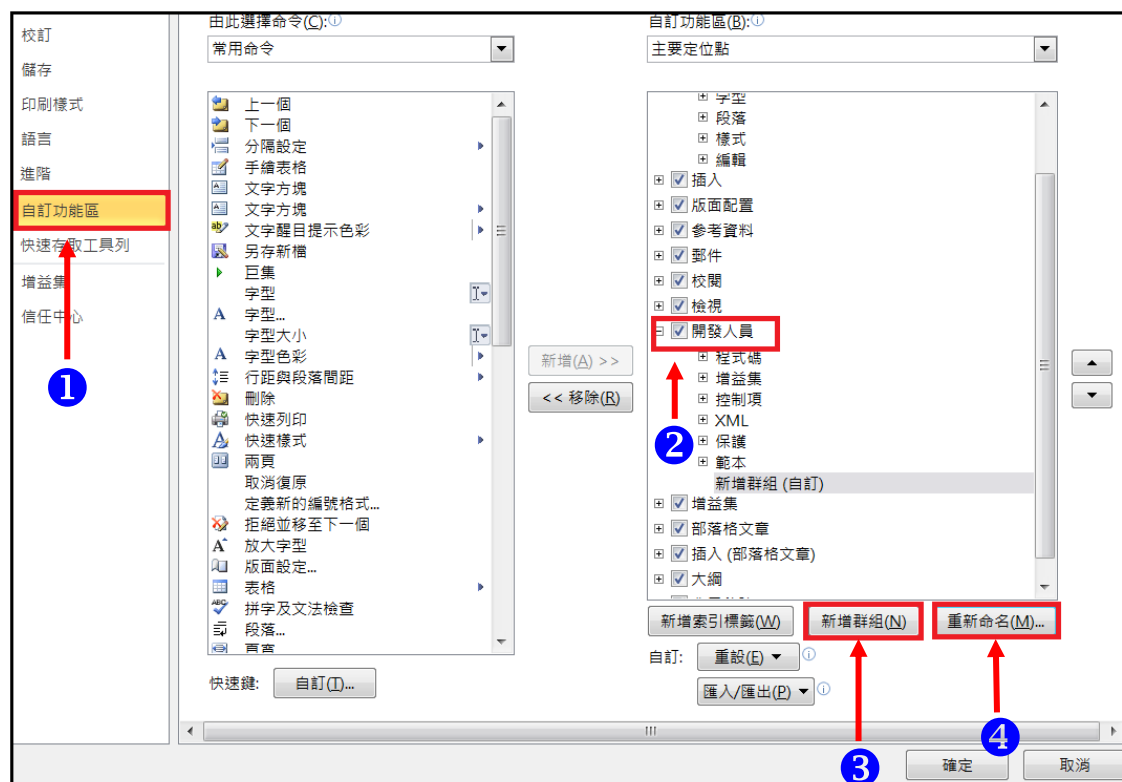 校訂
儲存
印刷樣式
語言
進階
自訂功能區
快速存取工具列
增益集
信任中心
由此選擇命令(C):
常用命令
上一個
下一個
分隔設定
手繪表格
文字方塊
文字方塊
文字醒目提示色彩
另存新檔
巨集
字型
字型...
字型大小
字型色彩
行距與段落間距
刪除
快速列印
快速樣式
兩頁
取消復原
定義新的編號格式...
拒絕並移至下一個
放大字型
版面設定...
表格
拼字及文法檢查
段落...
頁寬
快速鍵: 自訂(T)...
新增(A) >>
<< 移除(R)
自訂功能區(B):
主要定位點
字型
段落
樣式
編輯
插入
版面配置
參考資料
郵件
校閱
檢視
開發人員
程式碼
增益集
控制項
XML
保護
範本
新增群組 (自訂)
增益集
部落格文章
插入 (部落格文章)
大綱
新增索引標籤(W) 新增群組(N) 重新命名(M)...
自訂: 重設(E)
匯入/匯出(P)
確定 取消
1
2
3
4